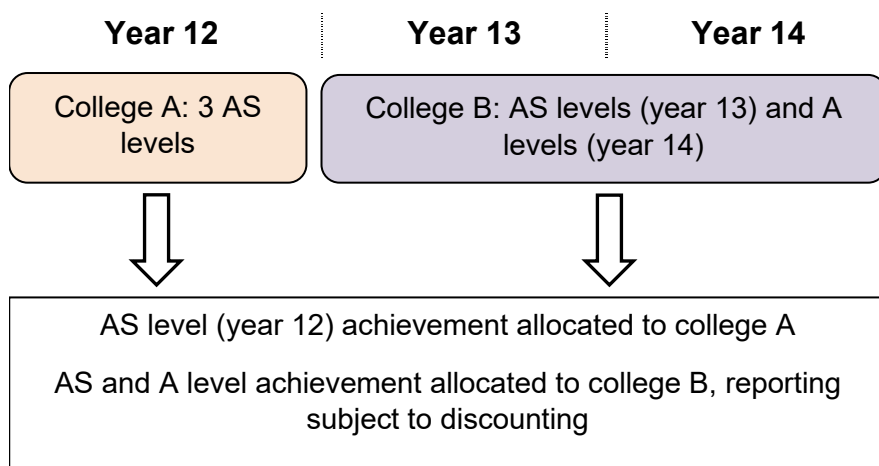 Year 12 Year 13 Year 14
College A: 3 AS
levels
College B: AS levels (year 13) and A
levels (year 14)
AS level (year 12) achievement allocated to college A
AS and A level achievement allocated to college B, reporting
subject to discounting